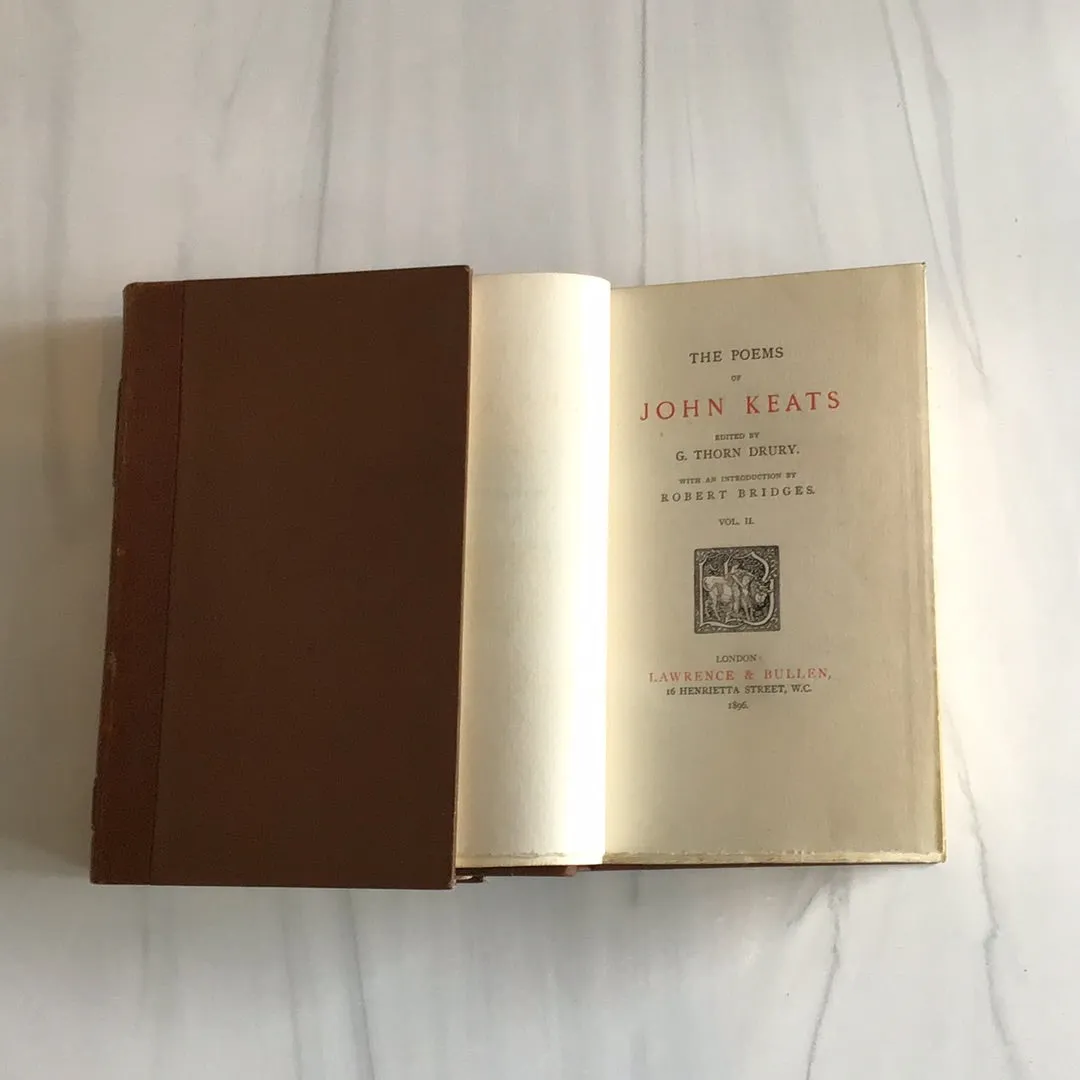 THE POEMS
OF
JOHN KEATS
EDITED BY
G. THORN DRURY.
WITH AN INTRODUCTION BY
ROBERT BRIDGES.
VOL. II.
LONDON:
LAWRENCE & BULLEN,
16 HENRIETTA STREET, W.C.
1896.